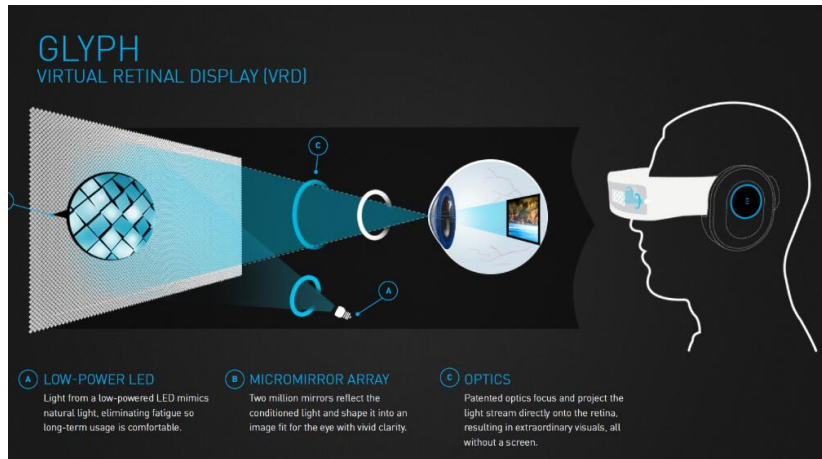 GLYPH
VIRTUAL RETINAL DISPLAY (VRD)
C
A
A LOW-POWER LED
Light from a low-powered LED mimics
natural light, eliminating fatigue so
long-term usage is comfortable.
B MICROMIRROR ARRAY
Two million mirrors reflect the
conditioned light and shape it into an
image fit for the eye with vivid clarity.
C OPTICS
Patented optics focus and project the
light stream directly onto the retina,
resulting in extraordinary visuals, all
without a screen.